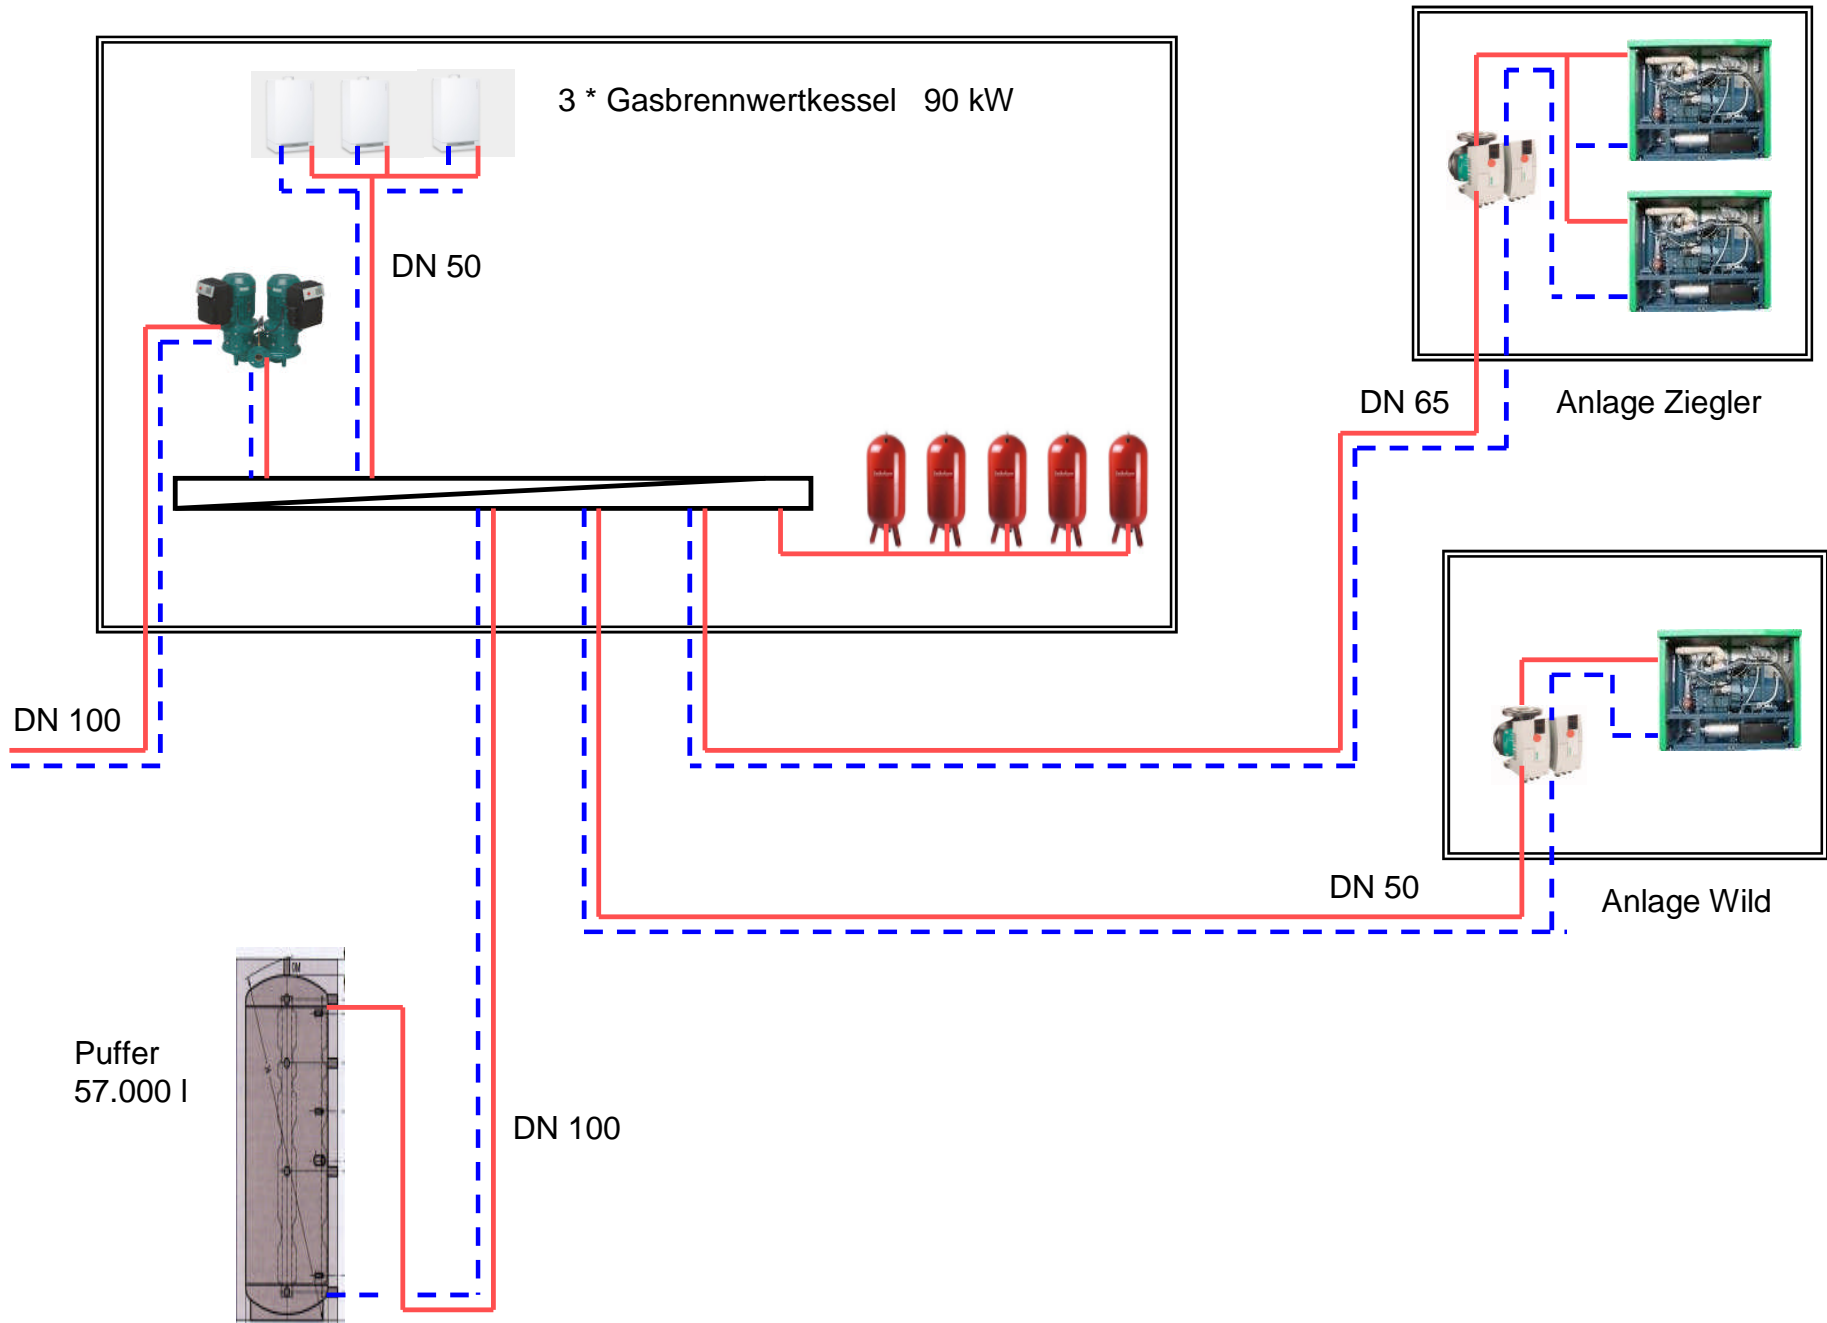 3 * Gasbrennwertkessel 90 kW
DN 50
DN 65
Anlage Ziegler
DN 100
DN 50
Anlage Wild
Puffer
57.000 l
DN 100